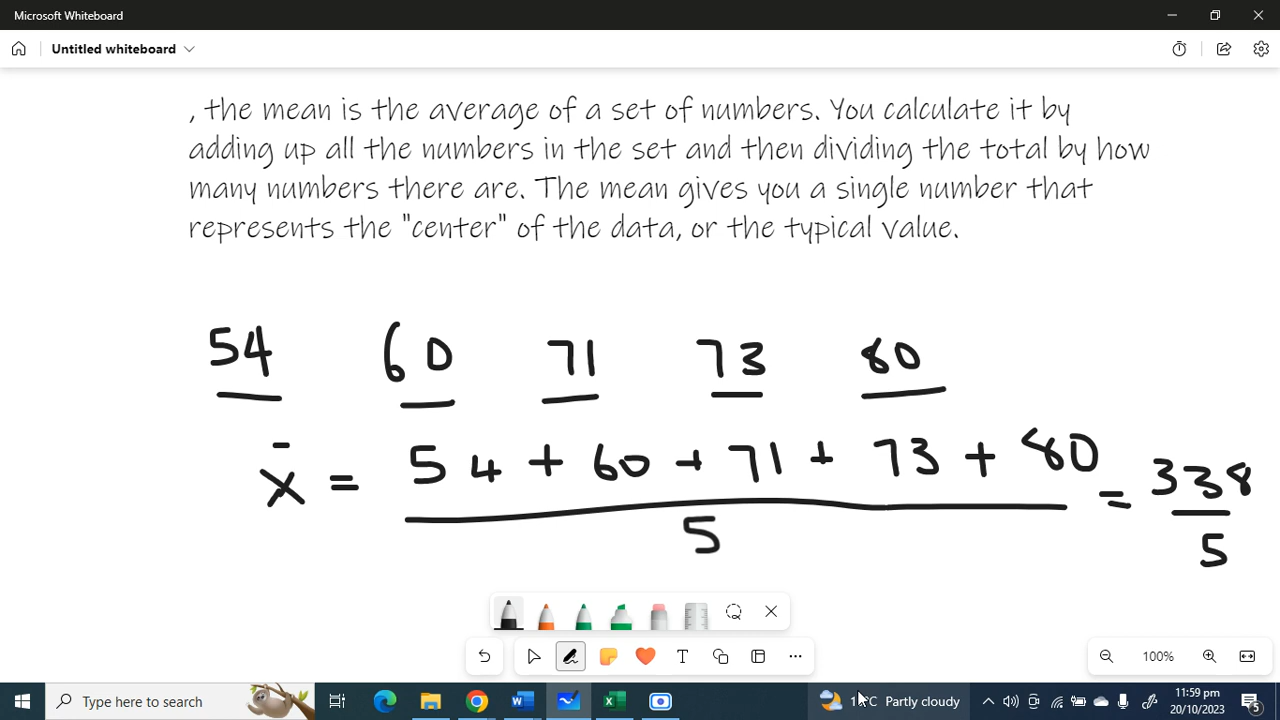 Microsoft Whiteboard
Untitled whiteboard
, the mean is the average of a set of numbers. You calculate it by
adding up all the numbers in the set and then dividing the total by how
many numbers there are. The mean gives you a single number that
represents the "center" of the data, or the typical value.
54 60 71 73 80
x̄ = 54 + 60 + 71 + 73 + 80 = 338
5 5
100%
Type here to search
Partly cloudy
11:59 pm
20/10/2023
5